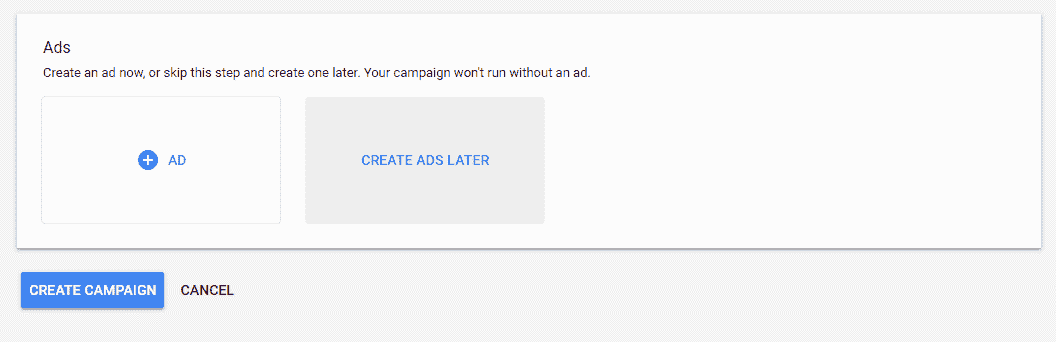 Ads
Create an ad now, or skip this step and create one later. Your campaign won't run without an ad.
AD
CREATE ADS LATER
CREATE CAMPAIGN
CANCEL